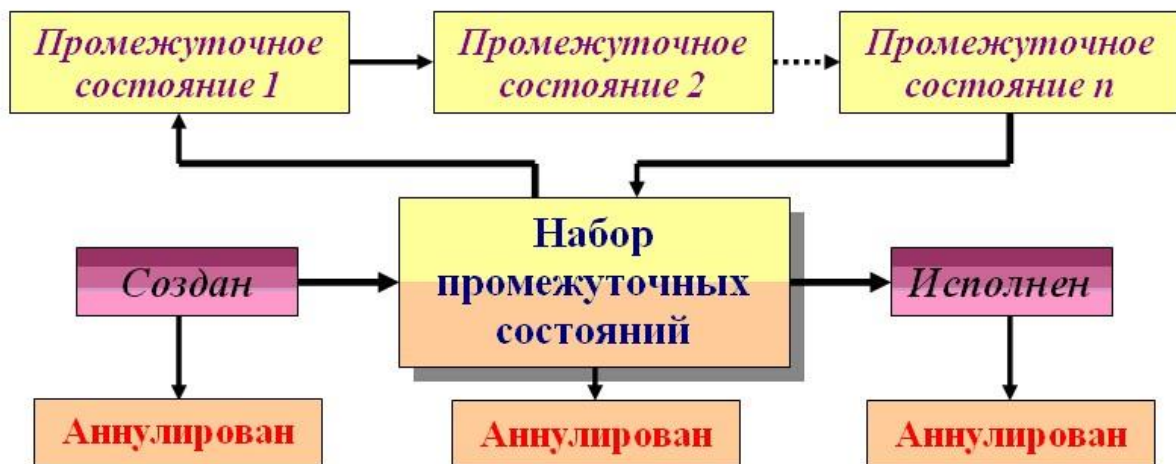 Промежуточное
состояние 1
Промежуточное
состояние 2
Промежуточное
состояние n
Набор
промежуточных
состояний
Создан
Исполнен
Аннулирован
Аннулирован
Аннулирован